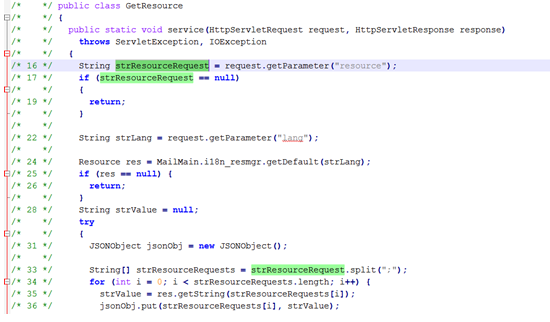 /*    */ public class GetResource
/*    */ {
/*    */   public static void service(HttpServletRequest request, HttpServletResponse response)
/*    */     throws ServletException, IOException
/*    */   {
/* 16 */     String strResourceRequest = request.getParameter("resource");
/* 17 */     if (strResourceRequest == null)
/*    */     {
/* 19 */       return;
/*    */     }
/*    */
/* 22 */     String strLang = request.getParameter("lang");
/*    */
/* 24 */     Resource res = MailMain.i18n_resmgr.getDefault(strLang);
/* 25 */     if (res == null) {
/* 26 */       return;
/*    */     }
/* 28 */     String strValue = null;
/*    */     try
/*    */     {
/* 31 */       JSONObject jsonObj = new JSONObject();
/*    */
/* 33 */       String[] strResourceRequests = strResourceRequest.split(";");
/* 34 */       for (int i = 0; i < strResourceRequests.length; i++) {
/* 35 */         strValue = res.getString(strResourceRequests[i]);
/* 36 */         jsonObj.put(strResourceRequests[i], strValue);